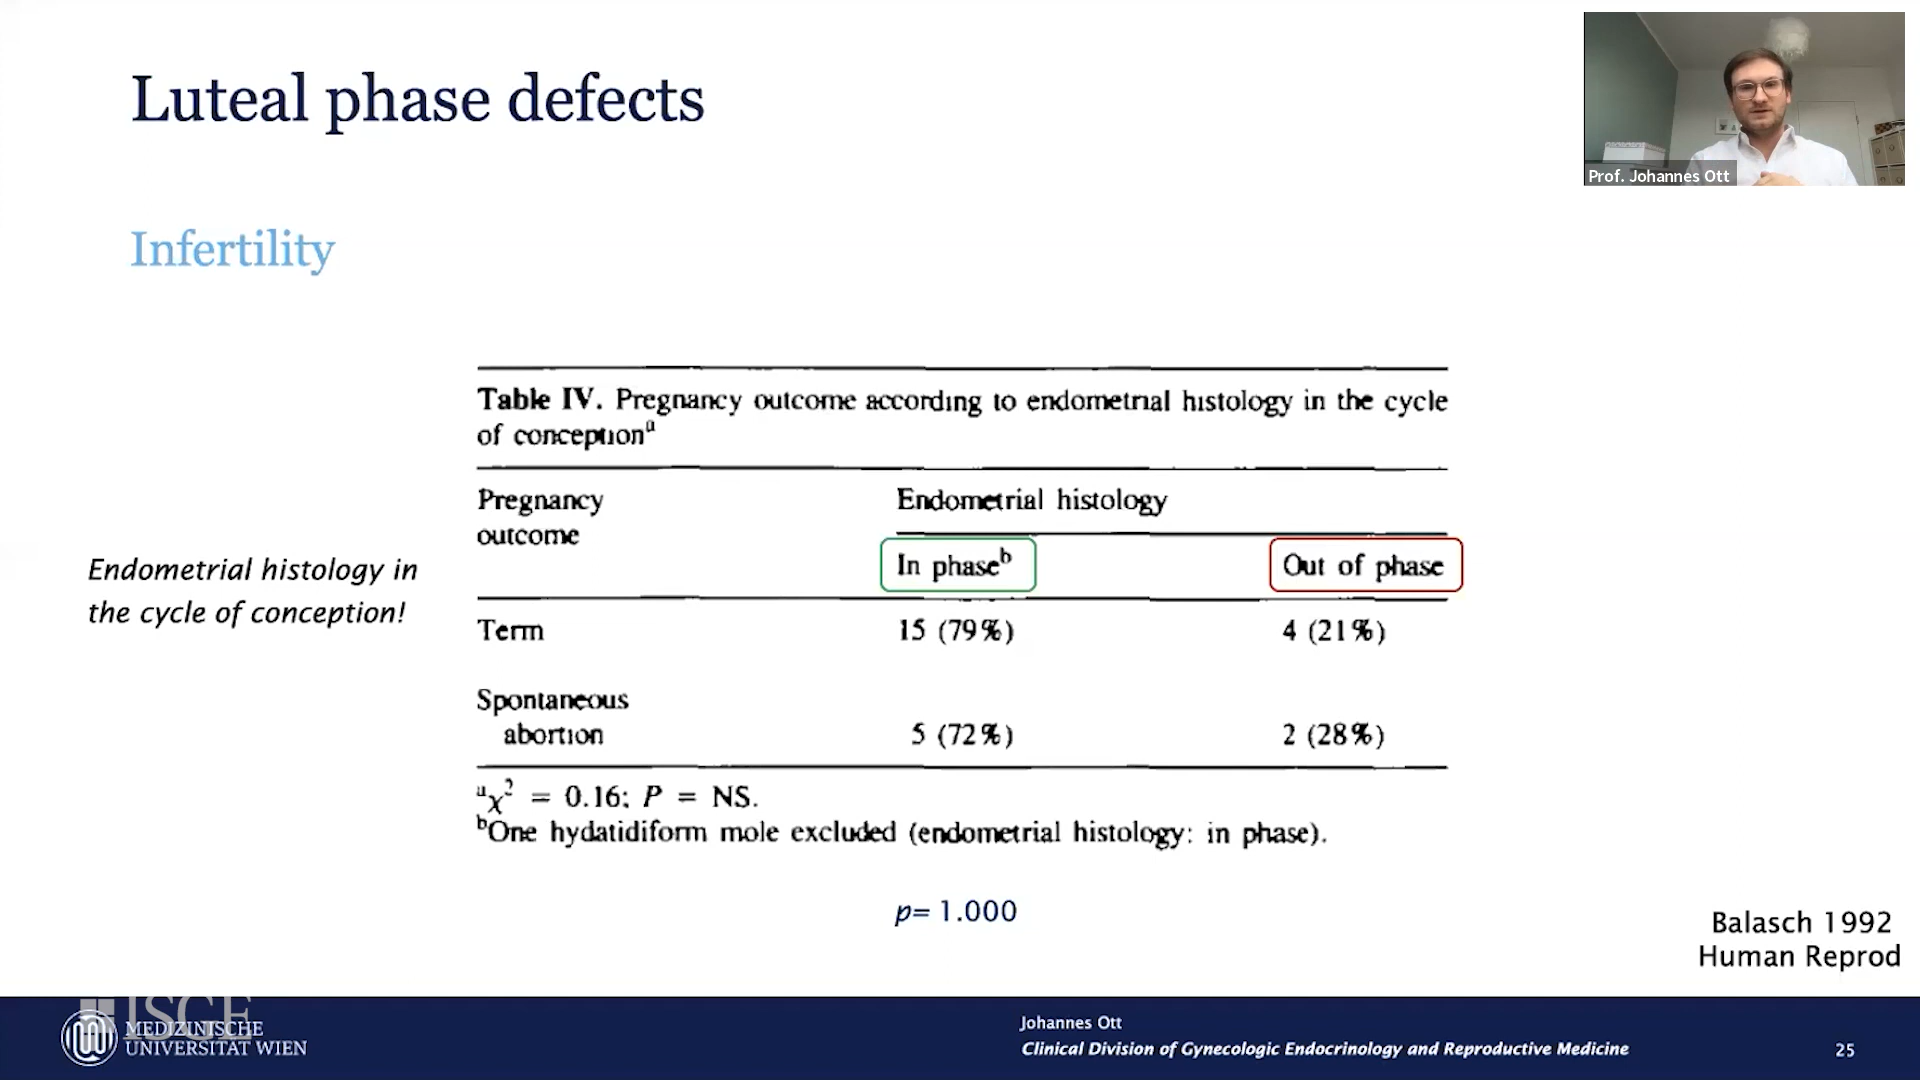 Luteal phase defects
Prof. Johannes Ott
Infertility
Table IV. Pregnancy outcome according to endometrial histology in the cycle
of conceptionᵃ
Pregnancy
outcome
Endometrial histology
In phaseᵇ
Out of phase
Endometrial histology in
the cycle of conception!
Term
15 (79%)
4 (21%)
Spontaneous
abortion
5 (72%)
2 (28%)
ᵃχ² = 0.16; P = NS.
ᵇOne hydatidiform mole excluded (endometrial histology: in phase).
p= 1.000
Balasch 1992
Human Reprod
ISGE
MEDIZINISCHE
UNIVERSITÄT WIEN
Johannes Ott
Clinical Division of Gynecologic Endocrinology and Reproductive Medicine
25